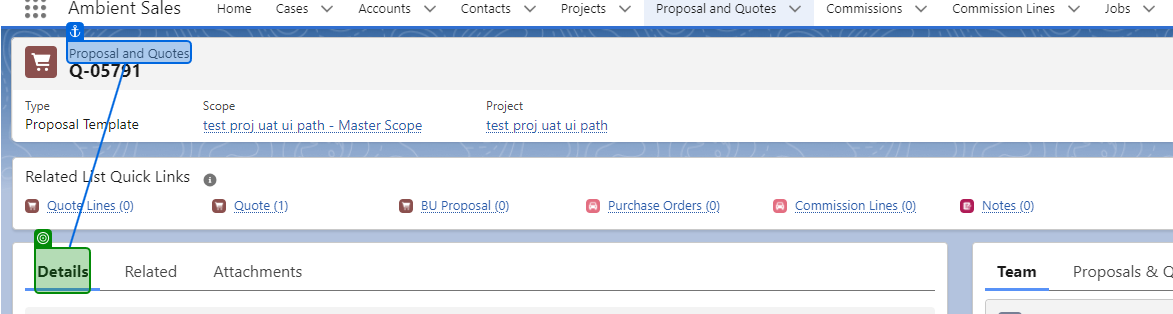 Ambient Sales Home Cases Accounts Contacts Projects Proposal and Quotes Commissions Commission Lines Jobs
Proposal and Quotes
Q-05791
Type Scope Project
Proposal Template test proj uat ui path - Master Scope test proj uat ui path
Related List Quick Links
Quote Lines (0) Quote (1) BU Proposal (0) Purchase Orders (0) Commission Lines (0) Notes (0)
Details Related Attachments Team Proposals & Q